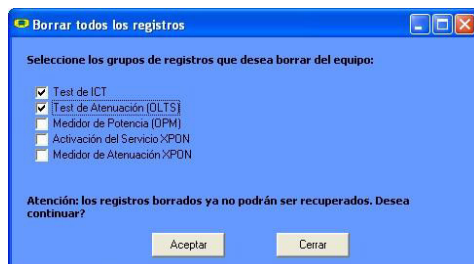 Borrar todos los registros
Seleccione los grupos de registros que desea borrar del equipo:
Test de ICT
Test de Atenuación (OLTS)
Medidor de Potencia (OPM)
Activación del Servicio XPON
Medidor de Atenuación XPON
Atención: los registros borrados ya no podrán ser recuperados. Desea
continuar?
Aceptar
Cerrar